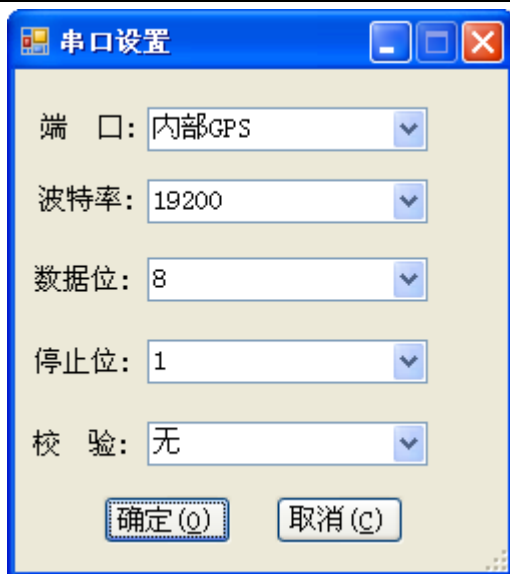 串口设置
端 口: 内部GPS
波特率: 19200
数据位: 8
停止位: 1
校 验: 无
确定(O) 取消(C)